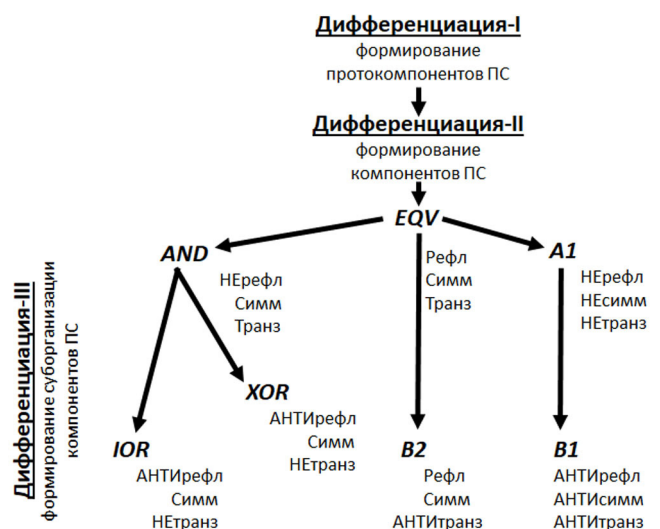 Дифференциация-I
формирование
протокомпонентов ПС
Дифференциация-II
формирование
компонентов ПС
EQV
AND
A1
НЕрефл
Симм
Транз
Рефл
Симм
Транз
НЕрефл
НЕсимм
НЕтранз
Дифференциация-III
формирование суборганизации
компонентов ПС
XOR
АНТИрефл
Симм
НЕтранз
IOR
АНТИрефл
Симм
НЕтранз
B2
Рефл
Симм
АНТИтранз
B1
АНТИрефл
АНТИсимм
АНТИтранз